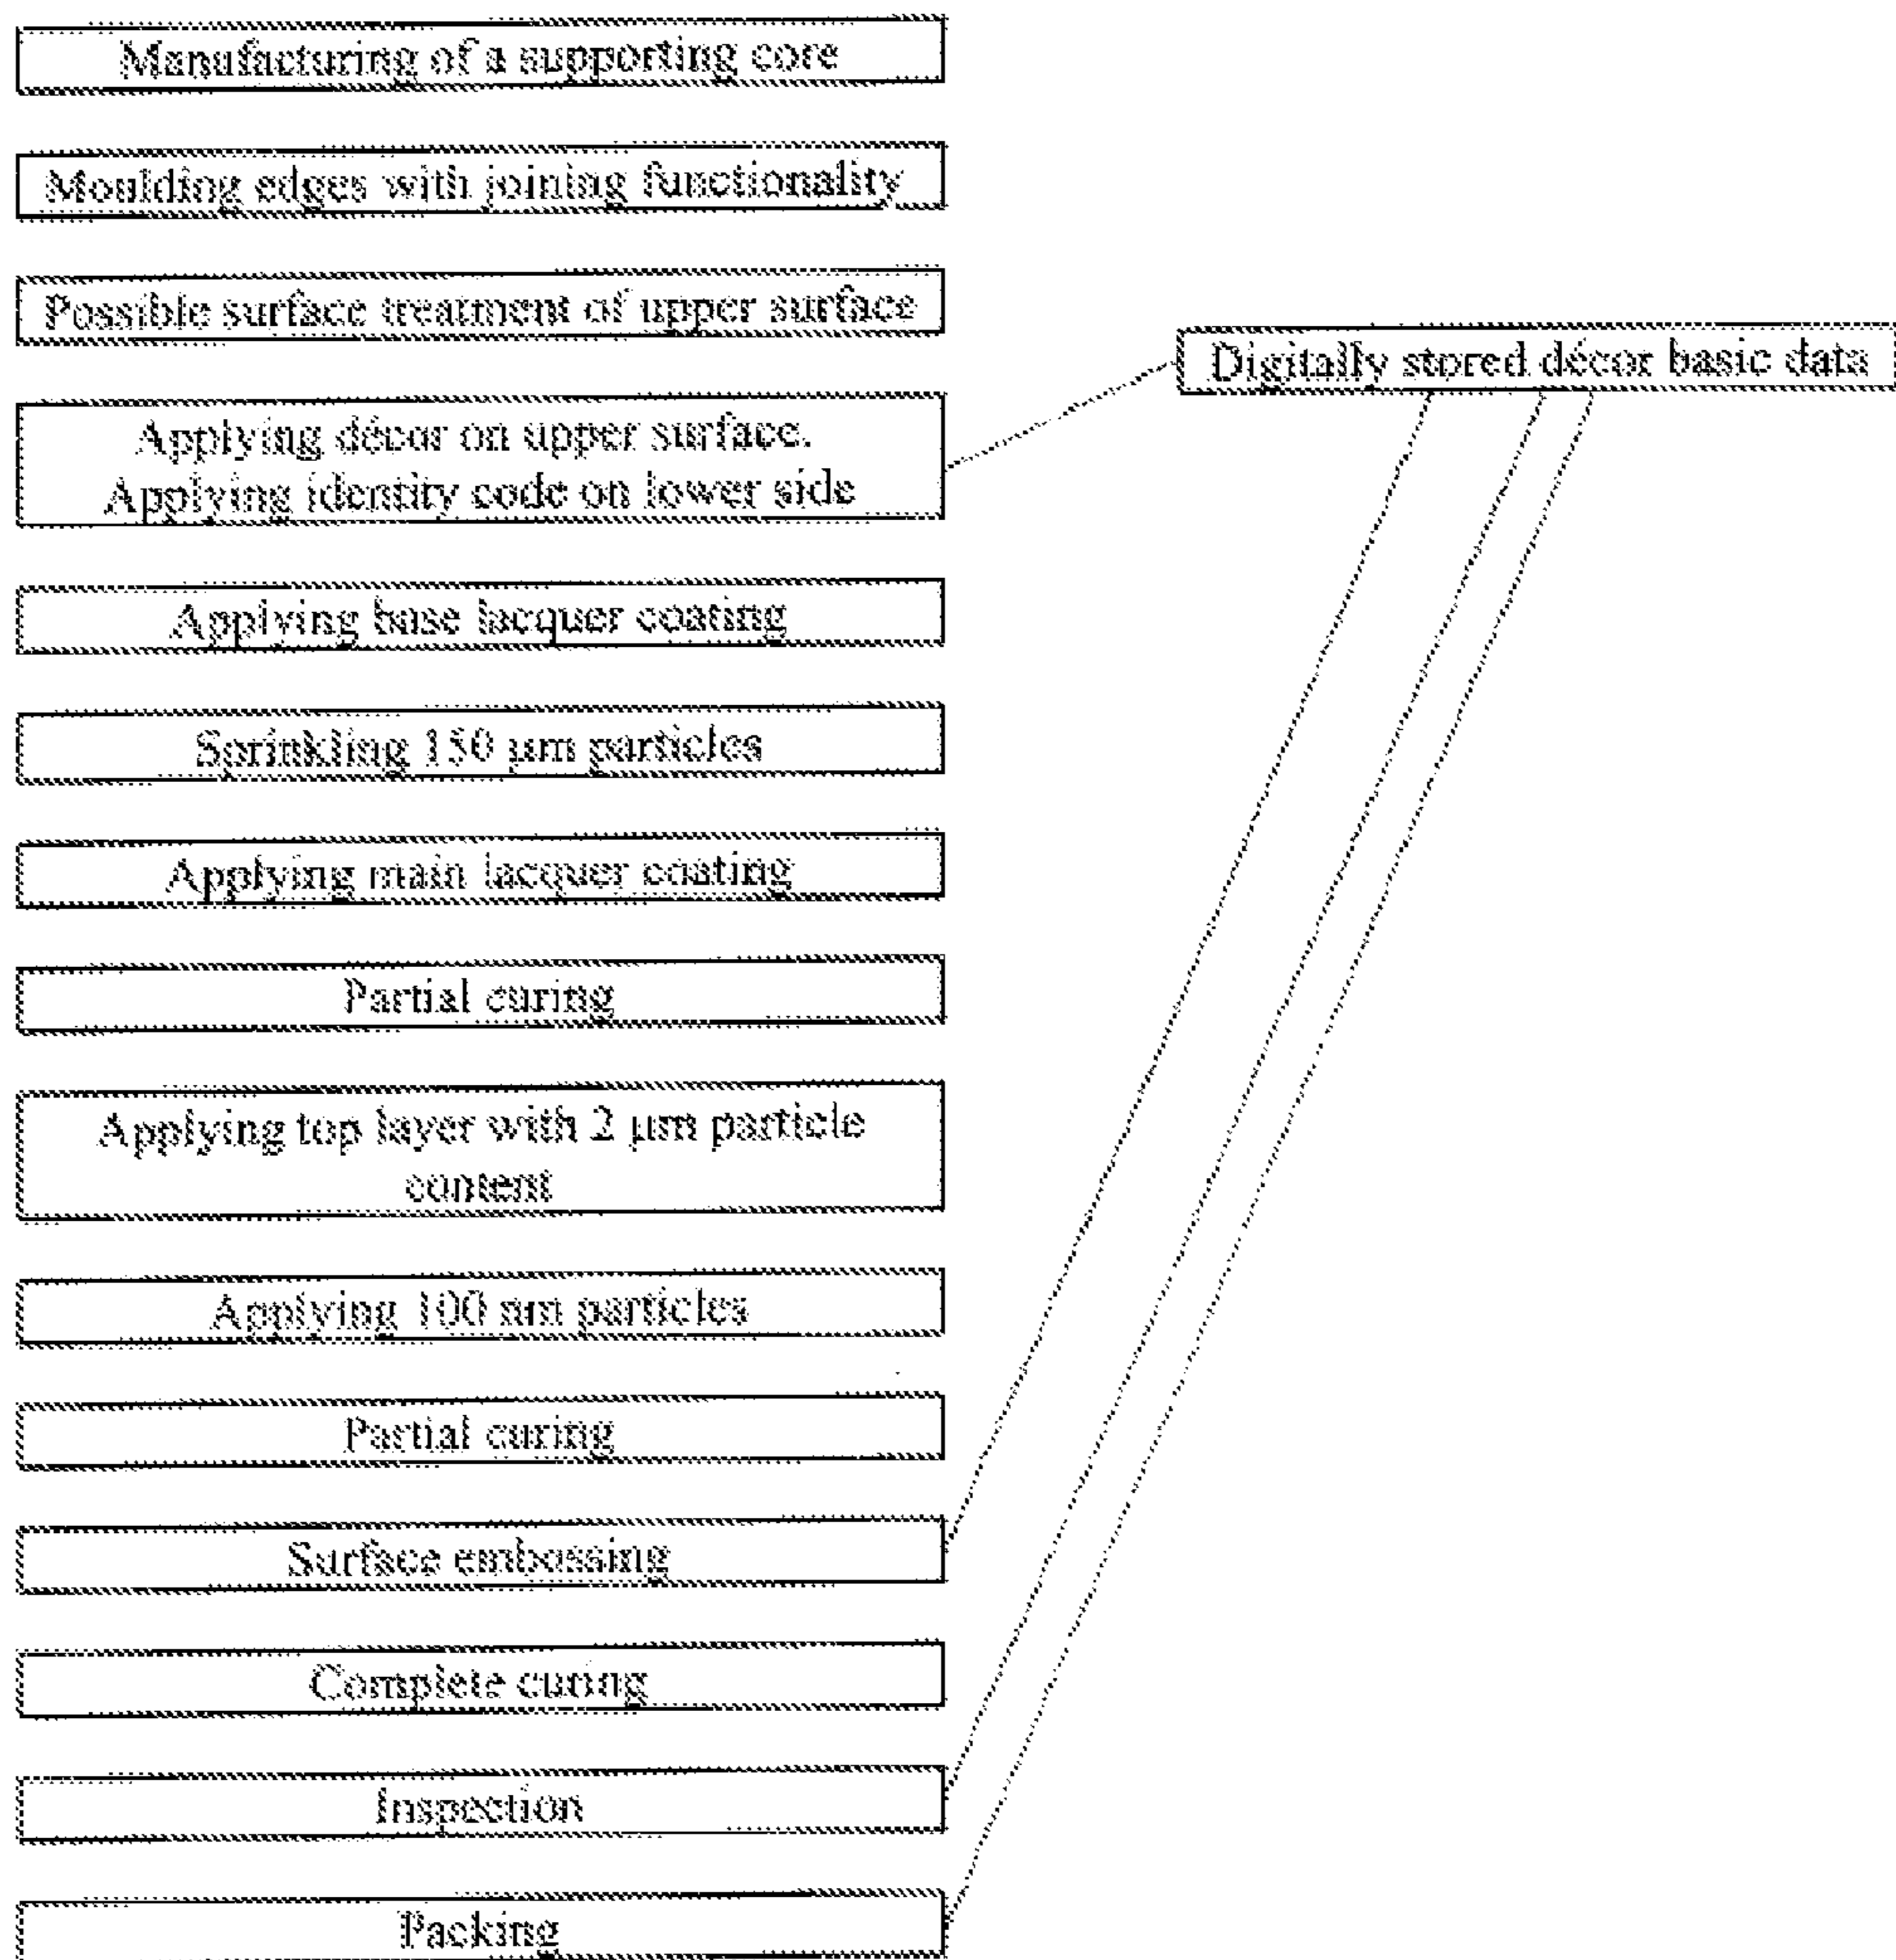 Manufacturing of a supporting core
Moulding edges with joining functionality
Possible surface treatment of upper surface
Digitally stored décor basic data
Applying décor on upper surface.
Applying identity code on lower side
Applying base lacquer coating
Sprinkling 150 µm particles
Applying main lacquer coating
Partial curing
Applying top layer with 2 µm particle
content
Applying 100 nm particles
Partial curing
Surface embossing
Complete curing
Inspection
Packing